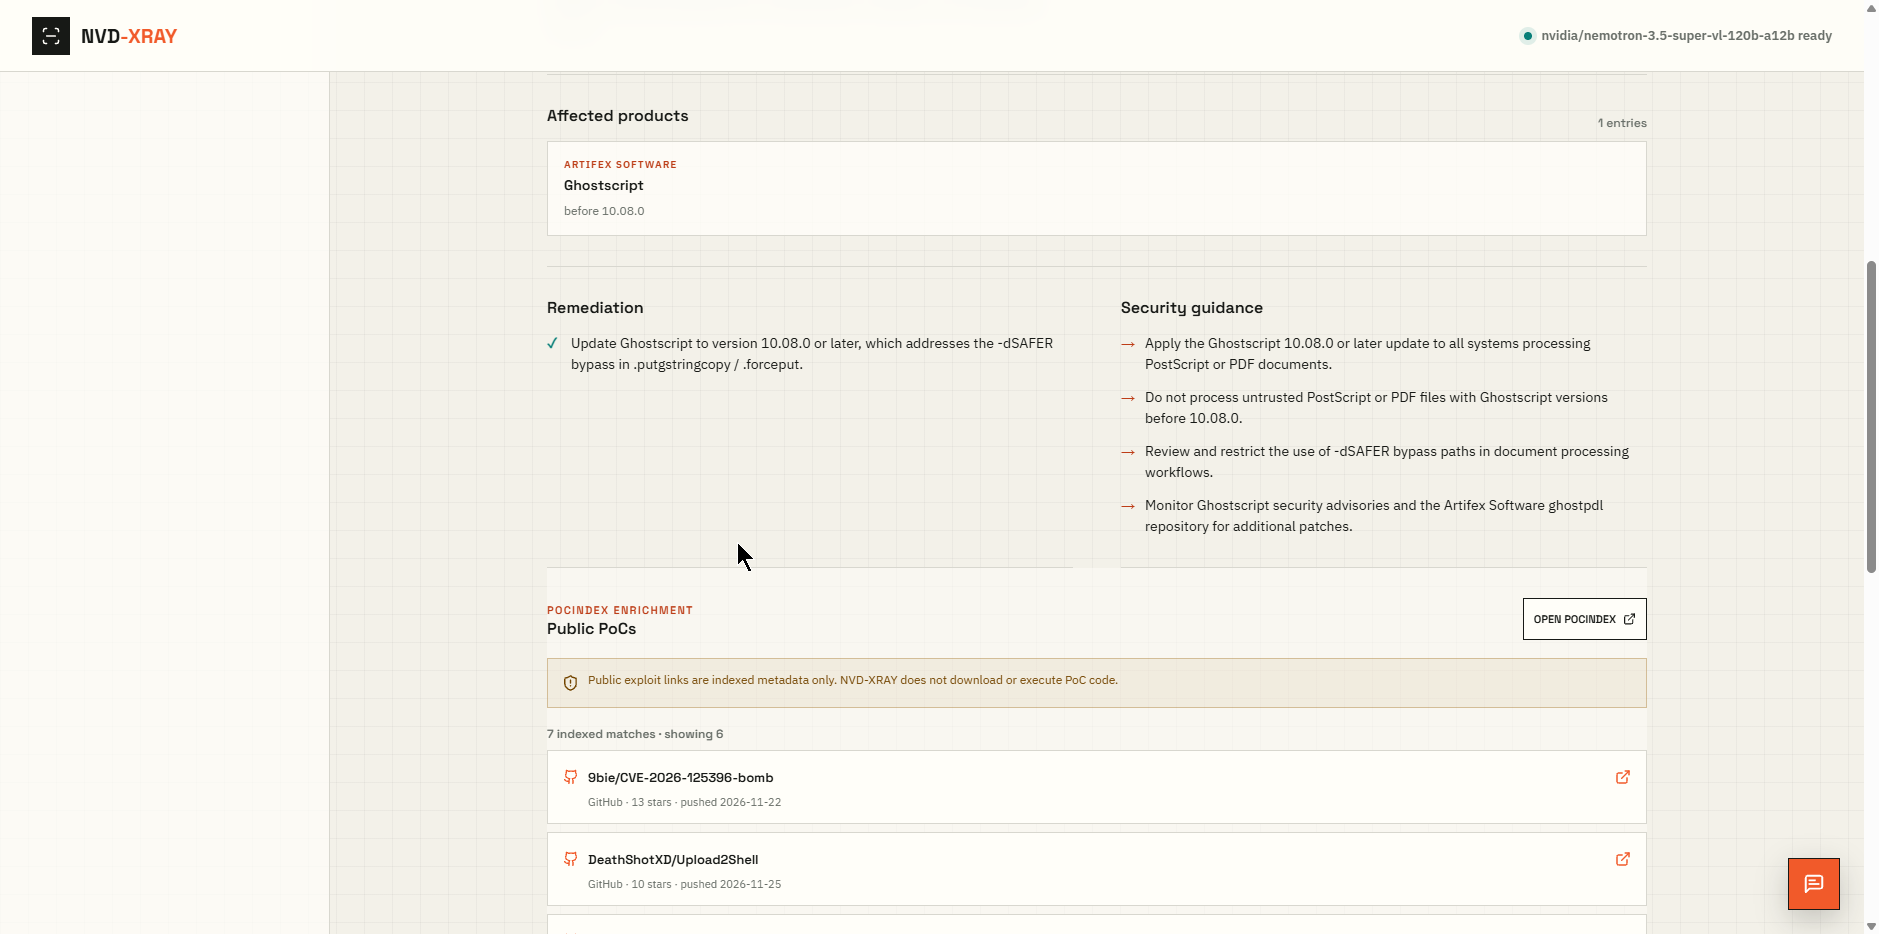 NVD-XRAY
nvidia/nemotron-3.5-super-vl-120b-a12b ready
Affected products
1 entries
ARTIFEX SOFTWARE
Ghostscript
before 10.08.0
Remediation
Update Ghostscript to version 10.08.0 or later, which addresses the -dSAFER
bypass in .putgstringcopy / .forceput.
Security guidance
Apply the Ghostscript 10.08.0 or later update to all systems processing
PostScript or PDF documents.
Do not process untrusted PostScript or PDF files with Ghostscript versions
before 10.08.0.
Review and restrict the use of -dSAFER bypass paths in document processing
workflows.
Monitor Ghostscript security advisories and the Artifex Software ghostpdl
repository for additional patches.
POCINDEX ENRICHMENT
Public PoCs
OPEN POCINDEX
Public exploit links are indexed metadata only. NVD-XRAY does not download or execute PoC code.
7 indexed matches · showing 6
9bie/CVE-2026-125396-bomb
GitHub · 13 stars · pushed 2026-11-22
DeathShotXD/Upload2Shell
GitHub · 10 stars · pushed 2026-11-25